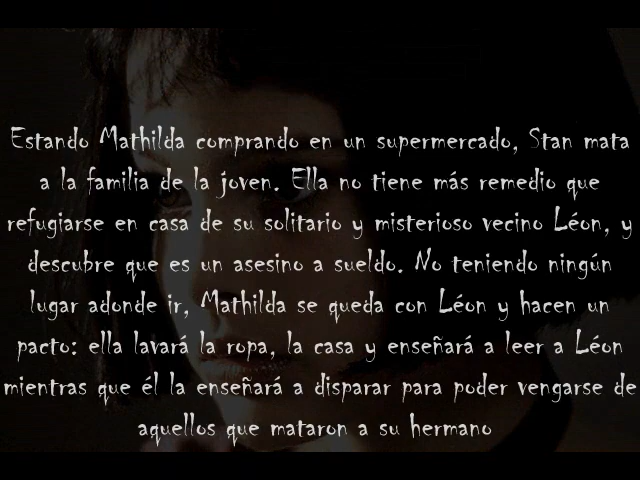 Estando Mathilda comprando en un supermercado, Stan mata
a la familia de la joven. Ella no tiene más remedio que
refugiarse en casa de su solitario y misterioso vecino Léon, y
descubre que es un asesino a sueldo. No teniendo ningún
lugar adonde ir, Mathilda se queda con Léon y hacen un
pacto: ella lavará la ropa, la casa y enseñará a leer a Léon
mientras que él la enseñará a disparar para poder vengarse de
aquellos que mataron a su hermano